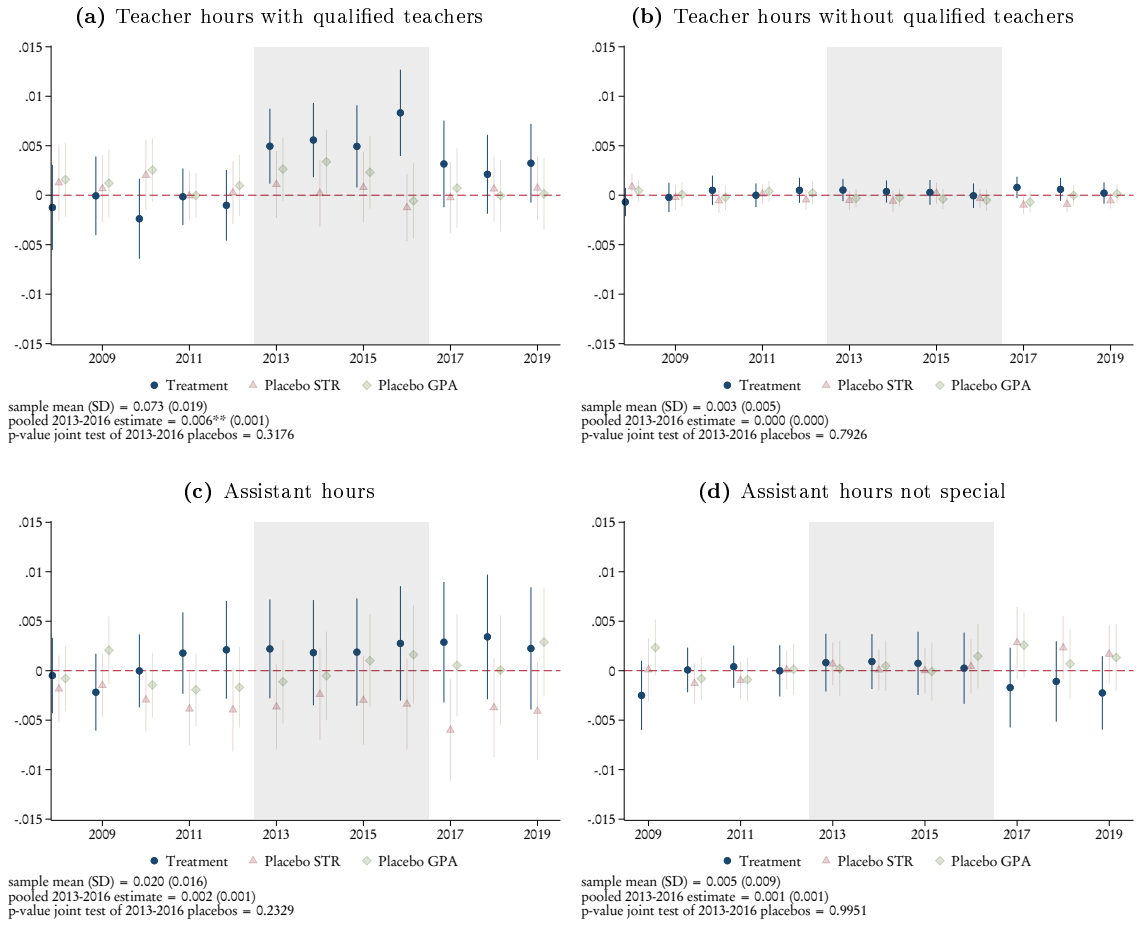 (a) Teacher hours with qualified teachers
.015
.01
.005
0
-.005
-.01
-.015
2009 2011 2013 2015 2017 2019
Treatment Placebo STR Placebo GPA
sample mean (SD) = 0.073 (0.019)
pooled 2013-2016 estimate = 0.006** (0.001)
p-value joint test of 2013-2016 placebos = 0.3176
(b) Teacher hours without qualified teachers
.015
.01
.005
0
-.005
-.01
-.015
2009 2011 2013 2015 2017 2019
Treatment Placebo STR Placebo GPA
sample mean (SD) = 0.003 (0.005)
pooled 2013-2016 estimate = 0.000 (0.000)
p-value joint test of 2013-2016 placebos = 0.7926
(c) Assistant hours
.015
.01
.005
0
-.005
-.01
-.015
2009 2011 2013 2015 2017 2019
Treatment Placebo STR Placebo GPA
sample mean (SD) = 0.020 (0.016)
pooled 2013-2016 estimate = 0.002 (0.001)
p-value joint test of 2013-2016 placebos = 0.2329
(d) Assistant hours not special
.015
.01
.005
0
-.005
-.01
-.015
2009 2011 2013 2015 2017 2019
Treatment Placebo STR Placebo GPA
sample mean (SD) = 0.005 (0.009)
pooled 2013-2016 estimate = 0.001 (0.001)
p-value joint test of 2013-2016 placebos = 0.9951